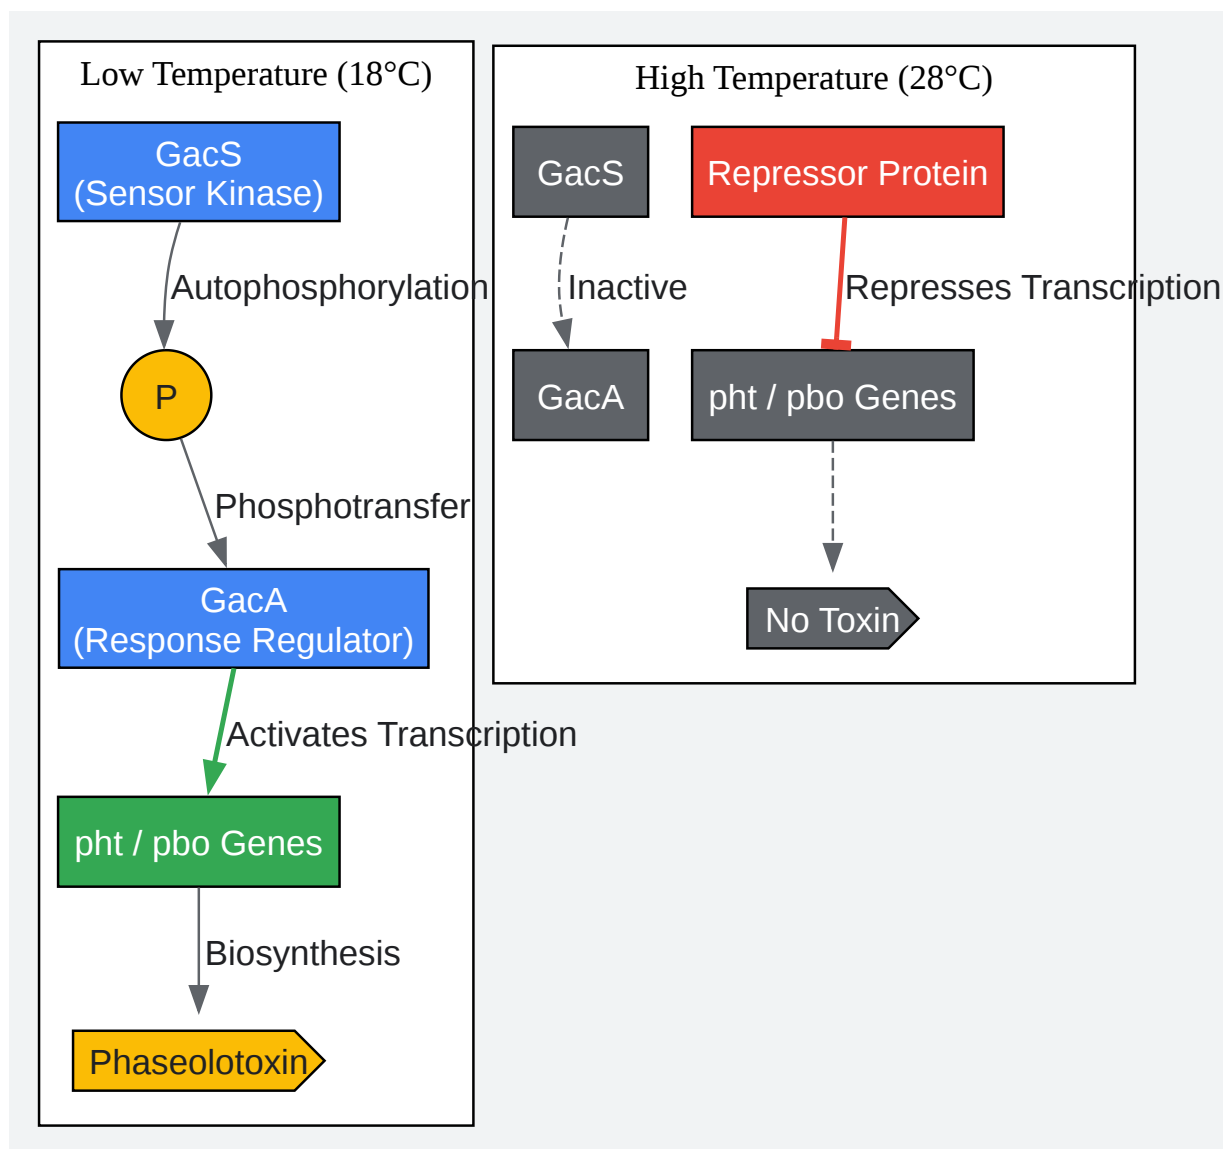 Low Temperature (18°C)
GacS
(Sensor Kinase)
Autophosphorylation
P
Phosphotransfer
GacA
(Response Regulator)
Activates Transcription
pht / pbo Genes
Biosynthesis
Phaseolotoxin
High Temperature (28°C)
GacS
Repressor Protein
Inactive
Represses Transcription
GacA
pht / pbo Genes
No Toxin